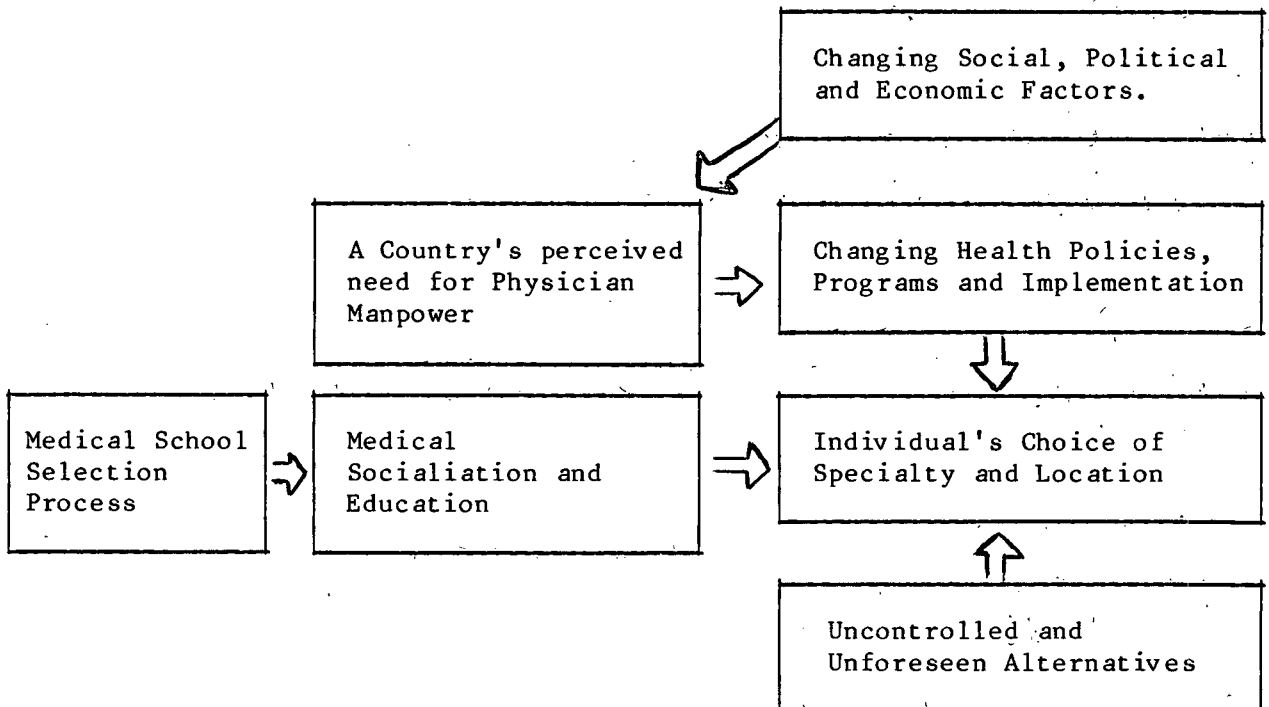 Changing Social, Political
and Economic Factors.
A Country's perceived
need for Physician
Manpower
Changing Health Policies,
Programs and Implementation
Medical School
Selection
Process
Medical
Socialiation and
Education
Individual's Choice of
Specialty and Location
Uncontrolled and
Unforeseen Alternatives